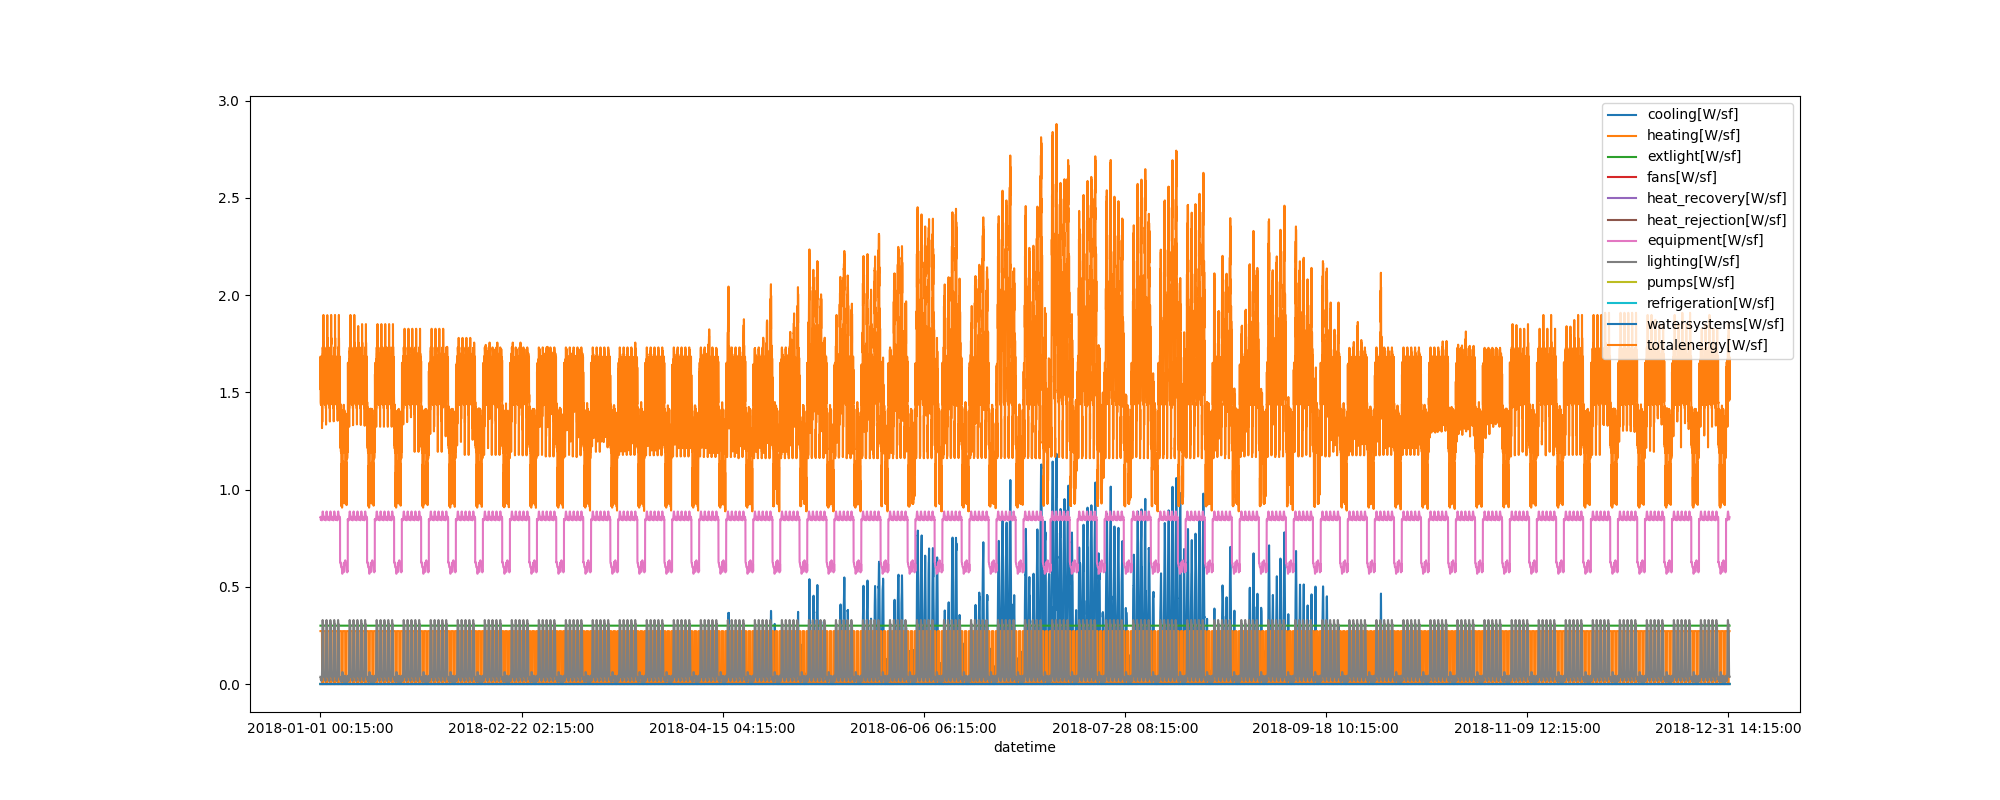 3.0
2.5
2.0
1.5
1.0
0.5
0.0
cooling[W/sf]
heating[W/sf]
extlight[W/sf]
fans[W/sf]
heat_recovery[W/sf]
heat_rejection[W/sf]
equipment[W/sf]
lighting[W/sf]
pumps[W/sf]
refrigeration[W/sf]
watersystems[W/sf]
totalenergy[W/sf]
2018-01-01 00:15:00 2018-02-22 02:15:00 2018-04-15 04:15:00 2018-06-06 06:15:00 2018-07-28 08:15:00 2018-09-18 10:15:00 2018-11-09 12:15:00 2018-12-31 14:15:00
datetime